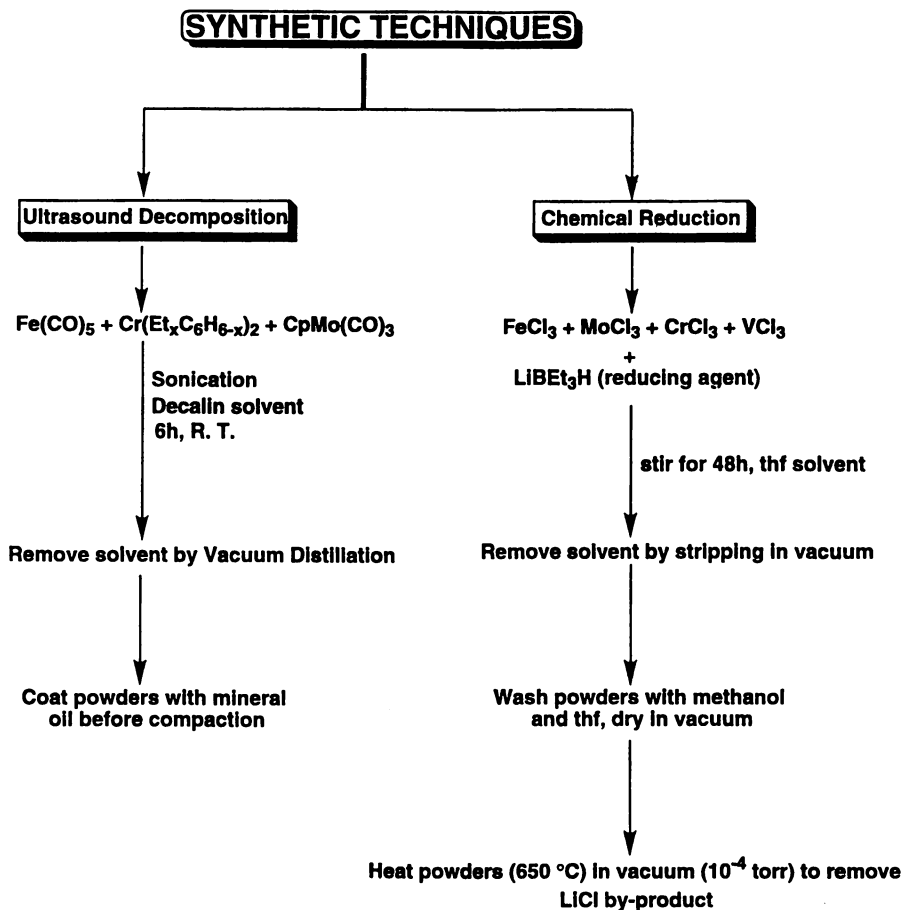 SYNTHETIC TECHNIQUES
Ultrasound Decomposition
Fe(CO)₅ + Cr(EtₓC₆H₆₋ₓ)₂ + CpMo(CO)₃
Sonication
Decalin solvent
6h, R. T.
Remove solvent by Vacuum Distillation
Coat powders with mineral
oil before compaction
Chemical Reduction
FeCl₃ + MoCl₃ + CrCl₃ + VCl₃
+
LiBEt₃H (reducing agent)
stir for 48h, thf solvent
Remove solvent by stripping in vacuum
Wash powders with methanol
and thf, dry in vacuum
Heat powders (650 °C) in vacuum (10⁻⁴ torr) to remove
LiCl by-product